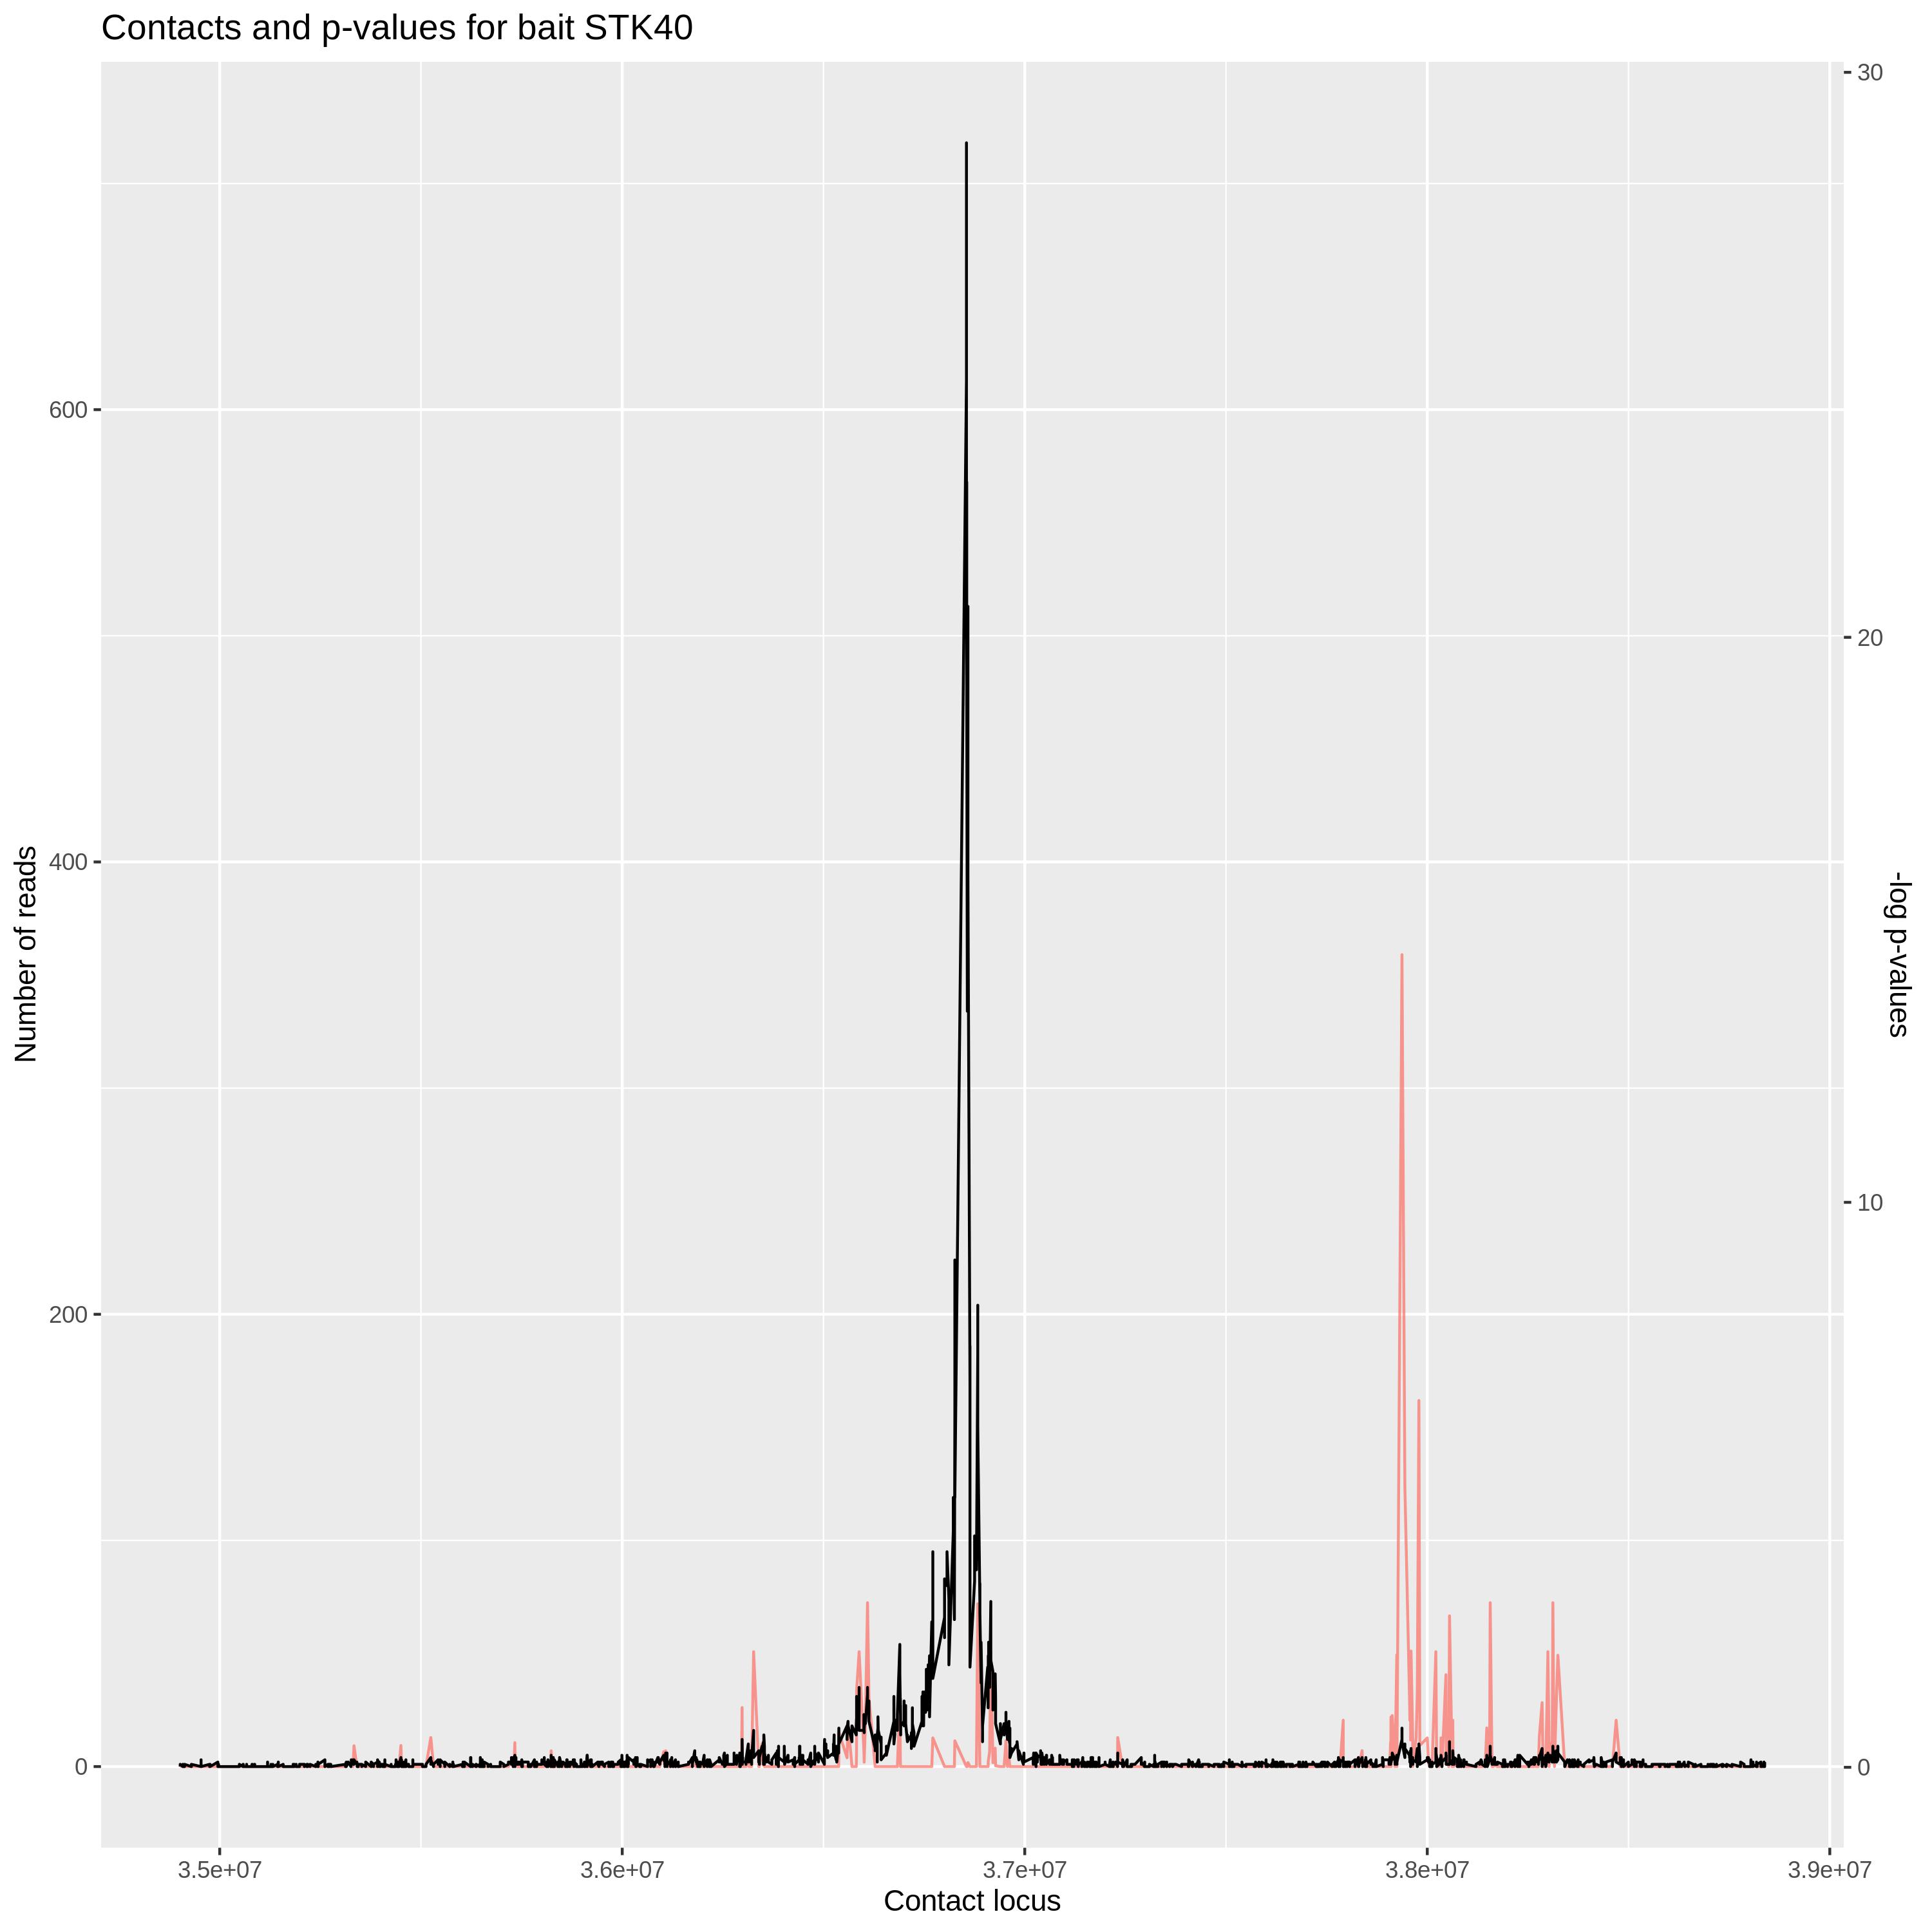 Contacts and p-values for bait STK40
30
600
20
400
Number of reads
-log p-values
10
200
0
0
3.5e+07
3.6e+07
3.7e+07
3.8e+07
3.9e+07
Contact locus